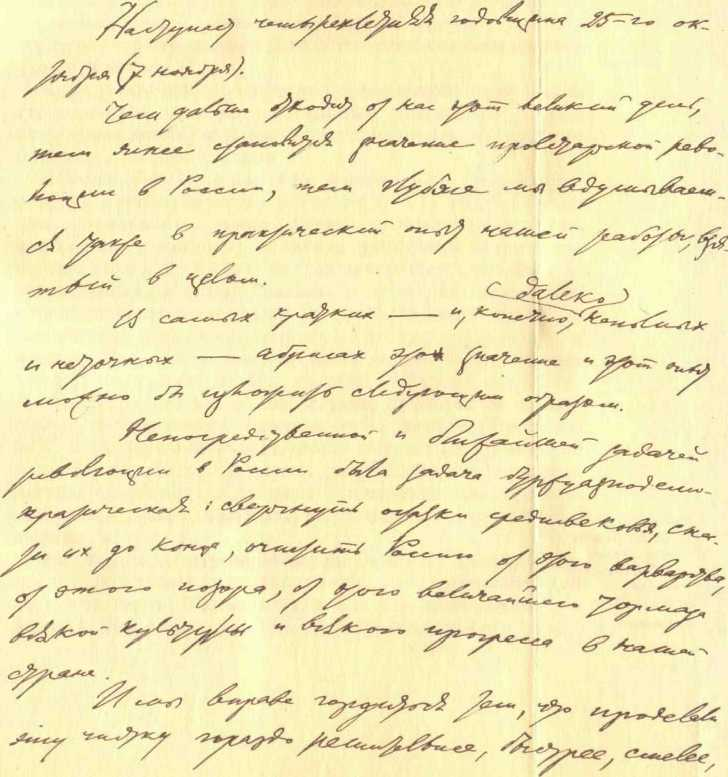 Наступает четырехлетняя годовщина 25-го ок-
тября (7 ноября).
Чем дальше отходит от нас этот великий день,
тем яснее становится значение пролетарской рево-
люции в России, тем глубже мы вдумываем-
ся также в практический опыт нашей работы, взя-
тый в целом.
В самых кратких — и, конечно, далеко неполных
и неточных — абрисах это значение и этот опыт
можно бы изложить следующим образом.
Непосредственной и ближайшей задачей
революции в России была задача буржуазно-демо-
кратическая: свергнуть остатки средневековья, сне-
сти их до конца, очистить Россию от этого варварства,
от этого позора, от этого величайшего тормоза
всякой культуры и всякого прогресса в нашей
стране.
И мы вправе гордиться тем, что проделали
эту чистку гораздо решительнее, быстрее, смелее,